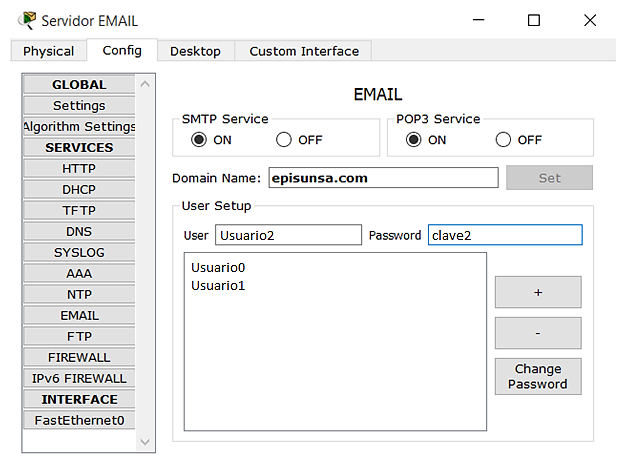 Servidor EMAIL
Physical Config Desktop Custom Interface
GLOBAL
Settings
Algorithm Settings
SERVICES
HTTP
DHCP
TFTP
DNS
SYSLOG
AAA
NTP
EMAIL
FTP
FIREWALL
IPv6 FIREWALL
INTERFACE
FastEthernet0
EMAIL
SMTP Service
ON OFF
POP3 Service
ON OFF
Domain Name: episunsa.com Set
User Setup
User Usuario2 Password clave2
Usuario0
Usuario1
+
-
Change
Password